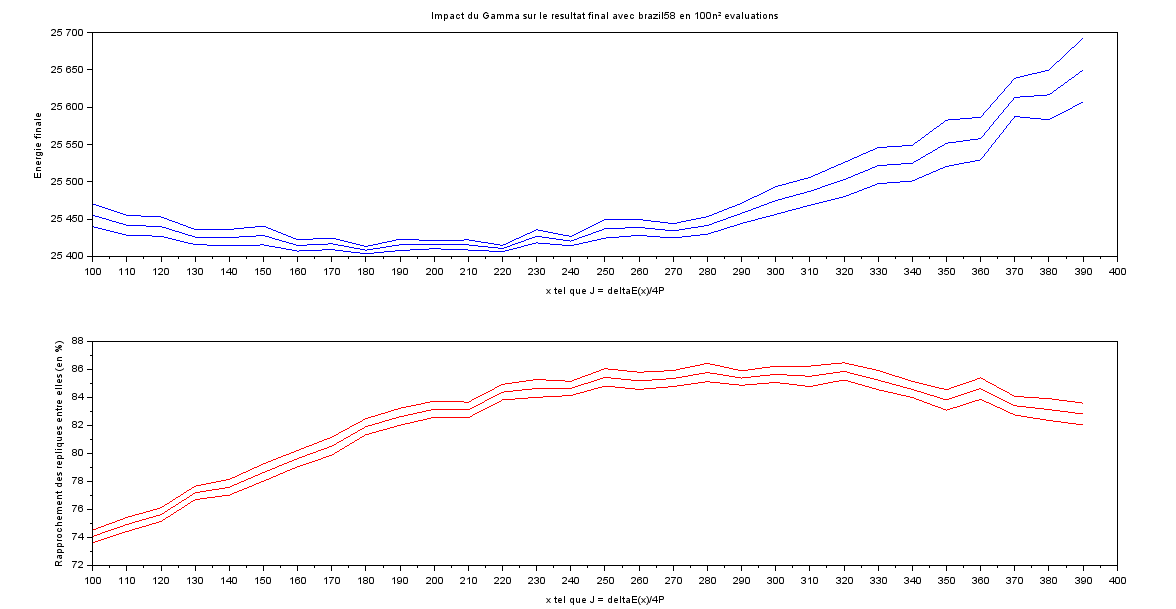 Impact du Gamma sur le resultat final avec brazil58 en 100n² evaluations
Energie finale
25 700
25 650
25 600
25 550
25 500
25 450
25 400
100 110 120 130 140 150 160 170 180 190 200 210 220 230 240 250 260 270 280 290 300 310 320 330 340 350 360 370 380 390 400
x tel que J = deltaE(x)/4P
Rapprochement des repliques entre elles (en %)
88
86
84
82
80
78
76
74
72
100 110 120 130 140 150 160 170 180 190 200 210 220 230 240 250 260 270 280 290 300 310 320 330 340 350 360 370 380 390 400
x tel que J = deltaE(x)/4P